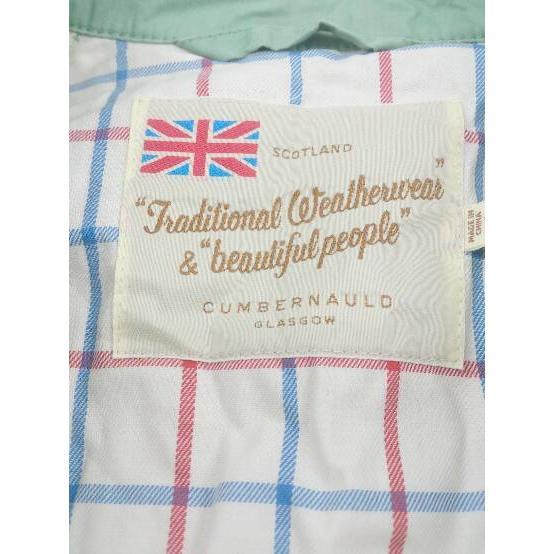 SCOTLAND
"Traditional Weatherwear"
& "beautiful people"
CUMBERNAULD
GLASGOW
MADE IN
CHINA